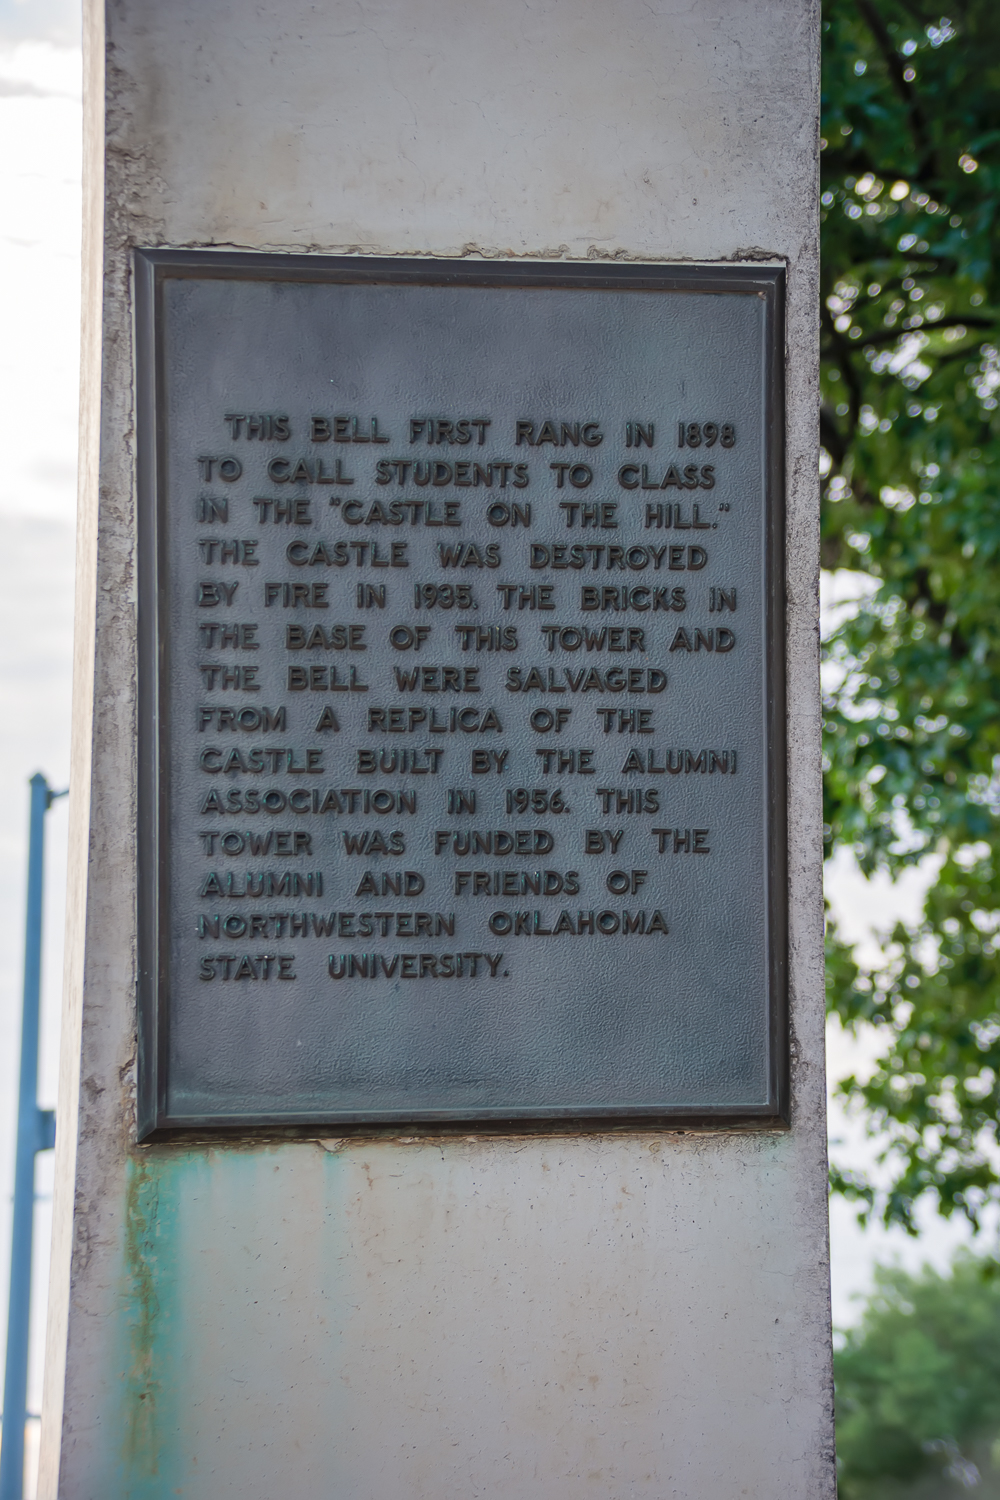 THIS BELL FIRST RANG IN 1898
TO CALL STUDENTS TO CLASS
IN THE "CASTLE ON THE HILL."
THE CASTLE WAS DESTROYED
BY FIRE IN 1935. THE BRICKS IN
THE BASE OF THIS TOWER AND
THE BELL WERE SALVAGED
FROM A REPLICA OF THE
CASTLE BUILT BY THE ALUMNI
ASSOCIATION IN 1956. THIS
TOWER WAS FUNDED BY THE
ALUMNI AND FRIENDS OF
NORTHWESTERN OKLAHOMA
STATE UNIVERSITY.